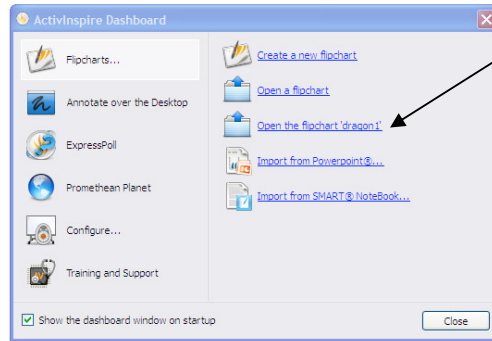 ActivInspire Dashboard
Flipcharts...
Annotate over the Desktop
ExpressPoll
Promethean Planet
Configure...
Training and Support
Create a new flipchart
Open a flipchart
Open the flipchart 'dragon1'
Import from Powerpoint®...
Import from SMART® NoteBook...
Show the dashboard window on startup
Close